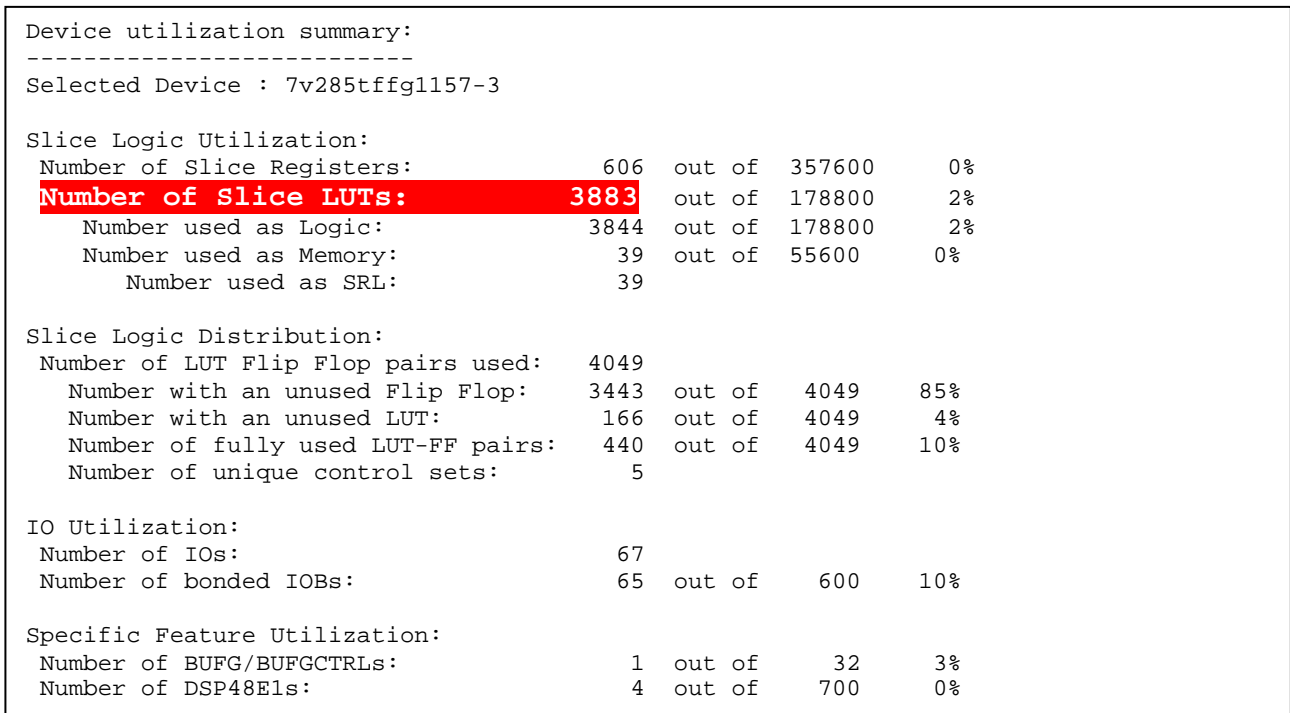 Device utilization summary:
---------------------------
Selected Device : 7v285tffg1157-3
Slice Logic Utilization:
Number of Slice Registers: 606 out of 357600 0%
Number of Slice LUTs: 3883 out of 178800 2%
Number used as Logic: 3844 out of 178800 2%
Number used as Memory: 39 out of 55600 0%
Number used as SRL: 39
Slice Logic Distribution:
Number of LUT Flip Flop pairs used: 4049
Number with an unused Flip Flop: 3443 out of 4049 85%
Number with an unused LUT: 166 out of 4049 4%
Number of fully used LUT-FF pairs: 440 out of 4049 10%
Number of unique control sets: 5
IO Utilization:
Number of IOs: 67
Number of bonded IOBs: 65 out of 600 10%
Specific Feature Utilization:
Number of BUFG/BUFGCTRLs: 1 out of 32 3%
Number of DSP48E1s: 4 out of 700 0%